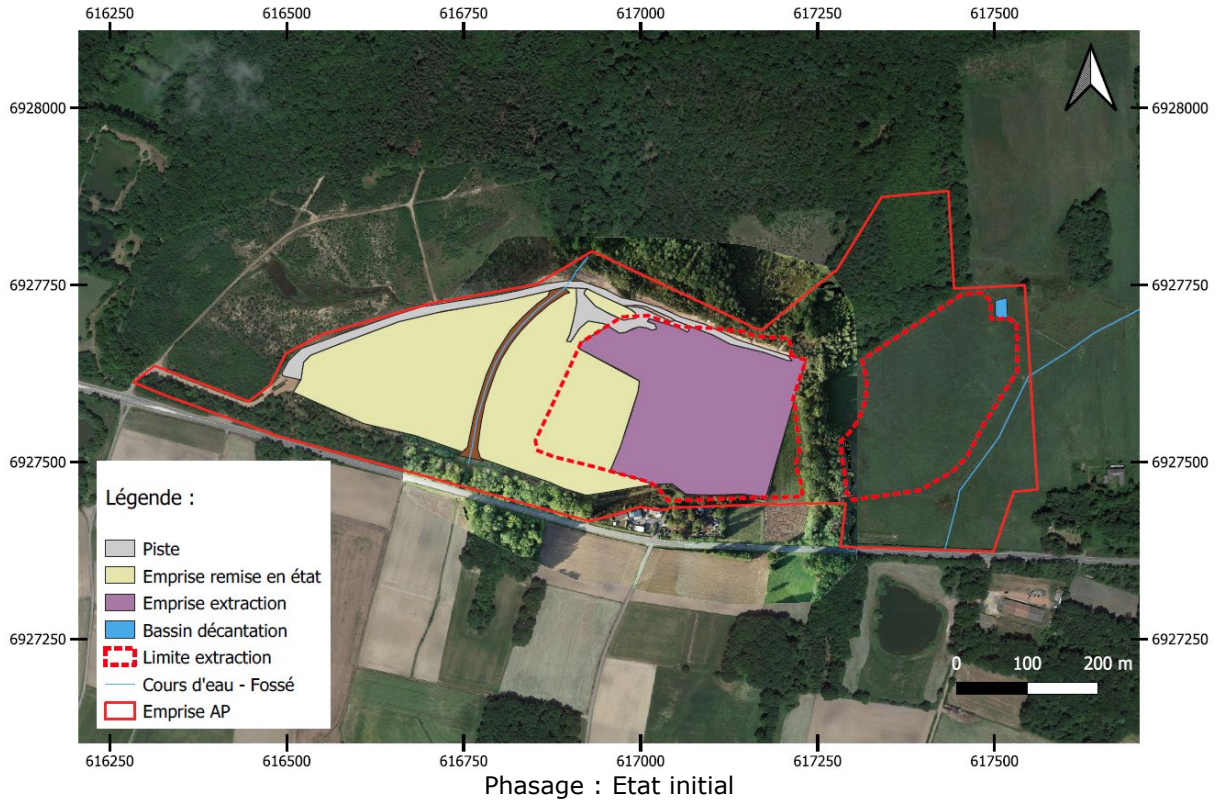 616250 616500 616750 617000 617250 617500
6928000 6928000
6927750 6927750
6927500 6927500
6927250 6927250
Légende :
Piste
Emprise remise en état
Emprise extraction
Bassin décantation
Limite extraction
Cours d'eau - Fossé
Emprise AP
0 100 200 m
616250 616500 616750 617000 617250 617500
Phasage : Etat initial